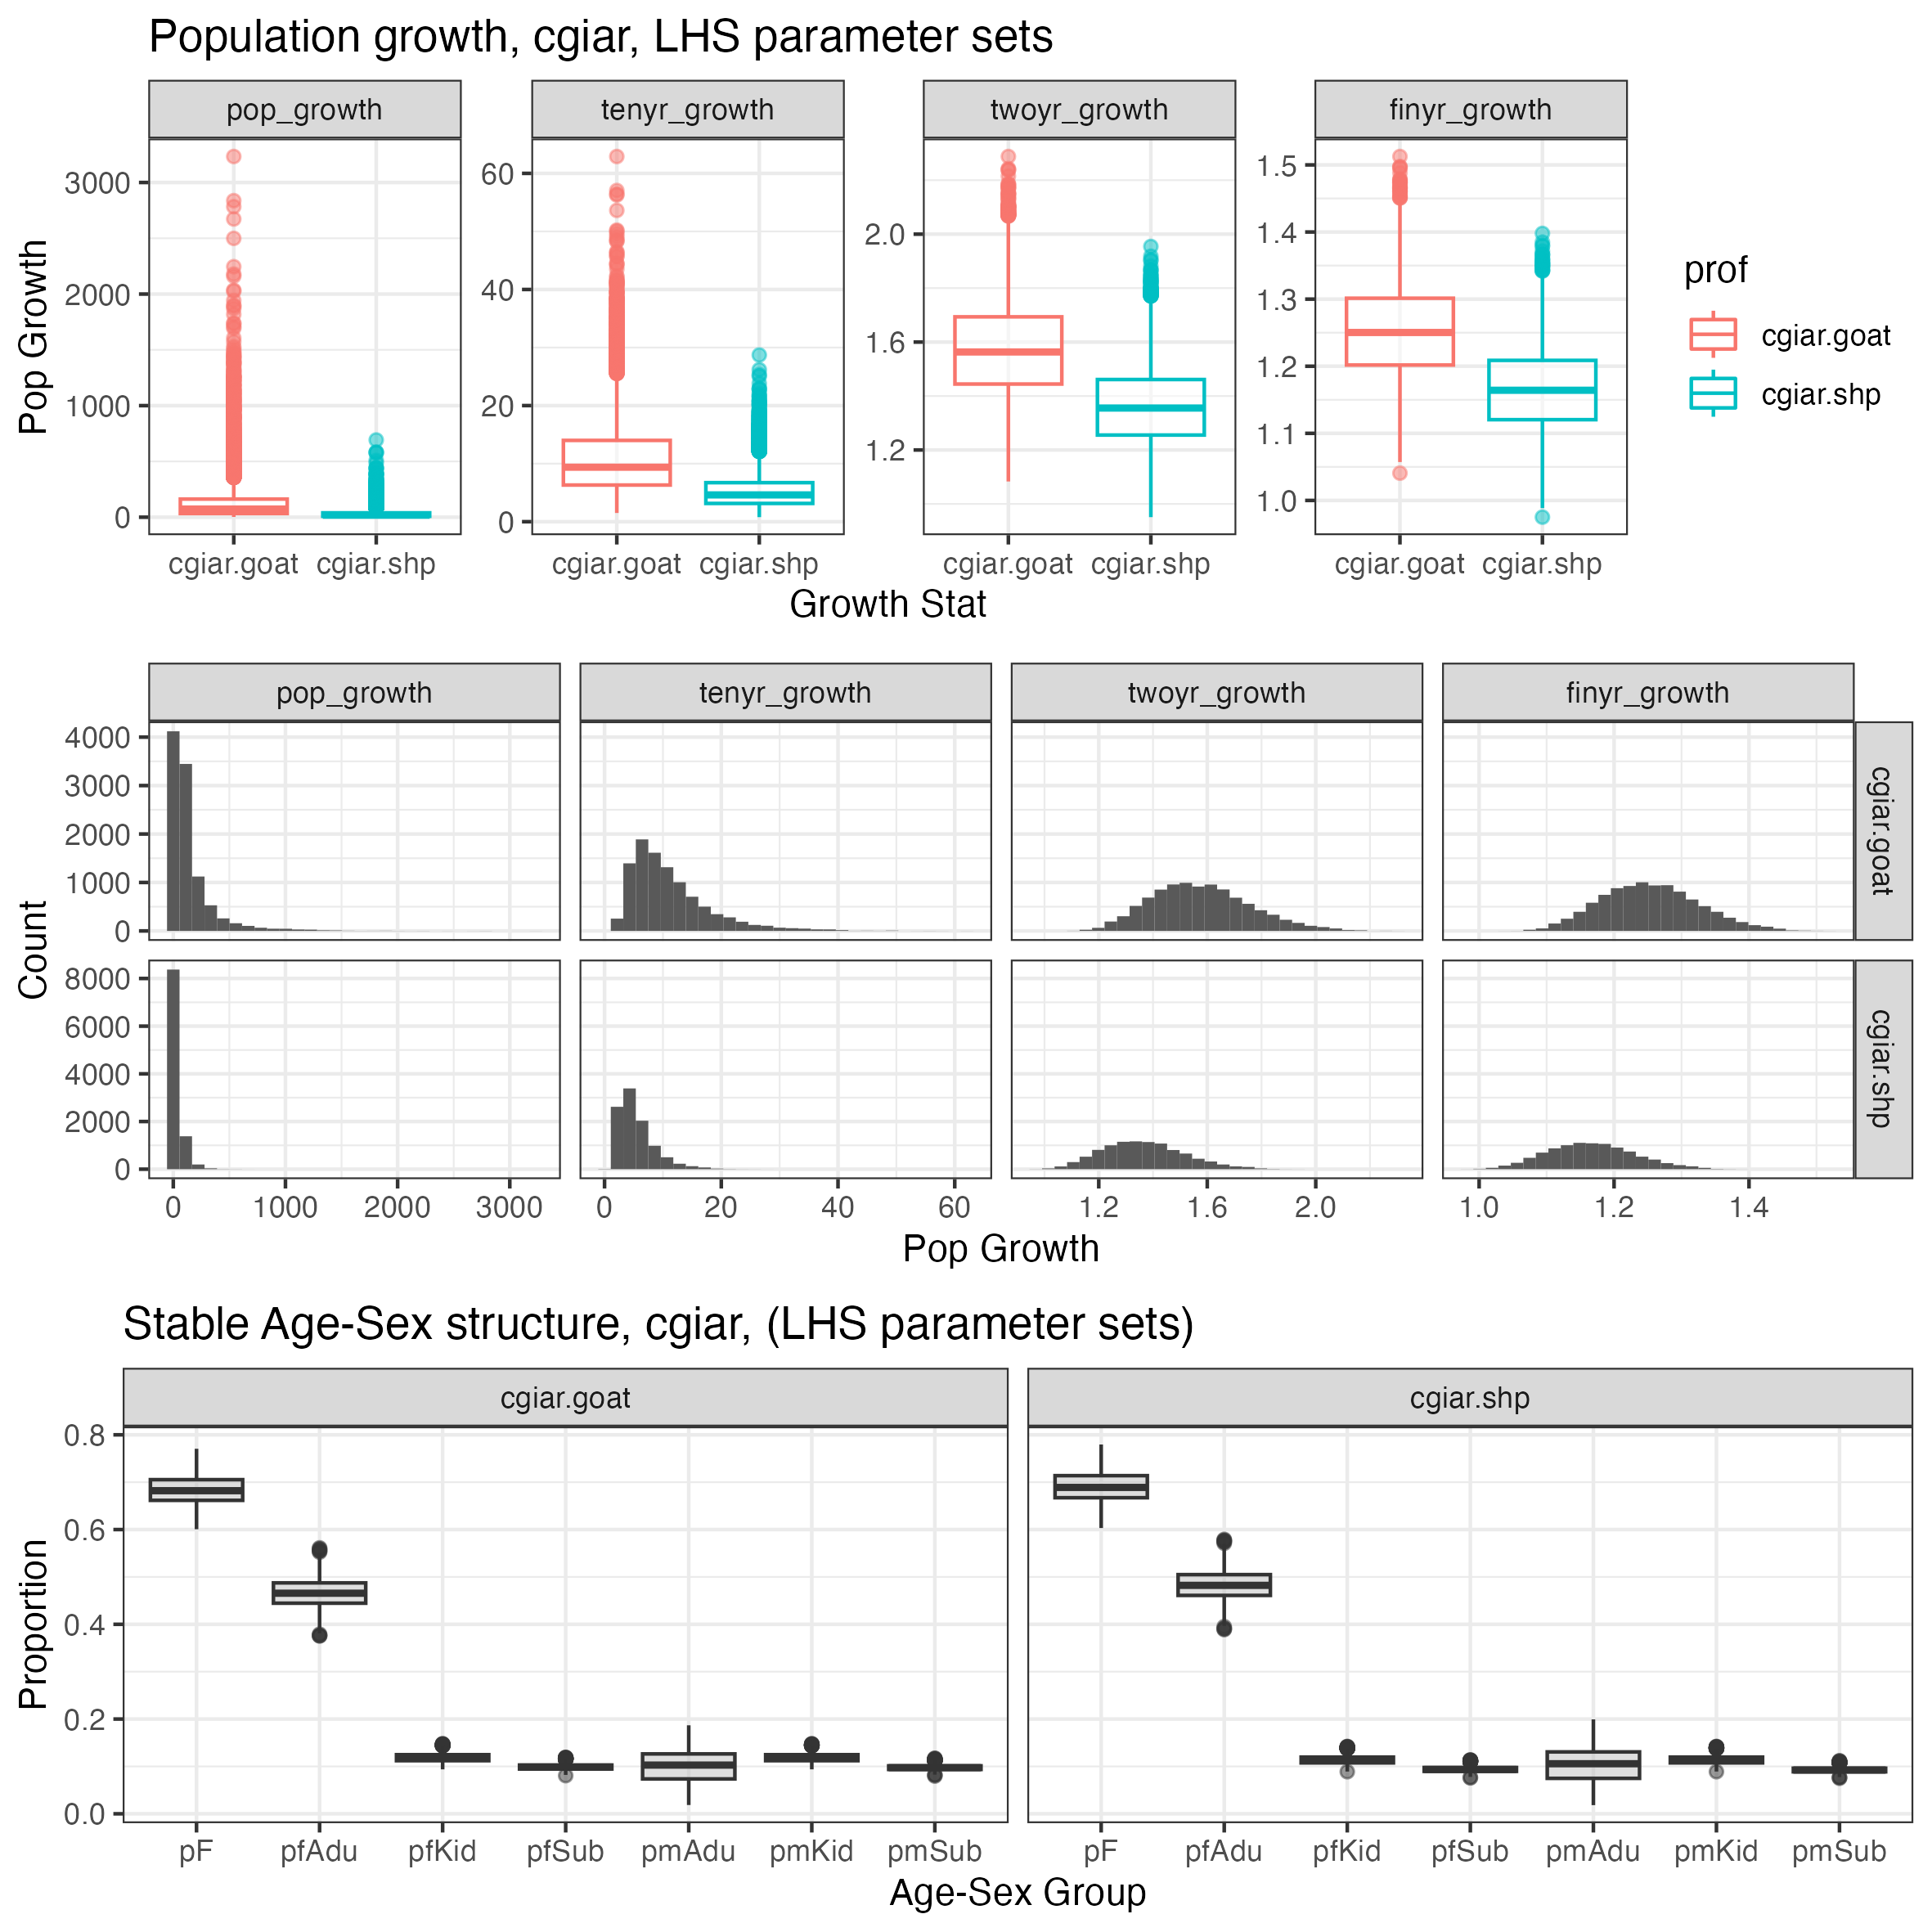 Population growth, cgiar, LHS parameter sets
pop_growth tenyr_growth twoyr_growth finyr_growth
Pop Growth
3000
2000
1000
0
60
40
20
0
2.0
1.6
1.2
1.5
1.4
1.3
1.2
1.1
1.0
cgiar.goat cgiar.shp cgiar.goat cgiar.shp cgiar.goat cgiar.shp cgiar.goat cgiar.shp
Growth Stat
prof
cgiar.goat
cgiar.shp
pop_growth tenyr_growth twoyr_growth finyr_growth
Count
4000
3000
2000
1000
0
cgiar.goat
8000
6000
4000
2000
0
cgiar.shp
0 1000 2000 3000 0 20 40 60 1.2 1.6 2.0 1.0 1.2 1.4
Pop Growth
Stable Age-Sex structure, cgiar, (LHS parameter sets)
cgiar.goat cgiar.shp
Proportion
0.8
0.6
0.4
0.2
0.0
pF pfAdu pfKid pfSub pmAdu pmKid pmSub pF pfAdu pfKid pfSub pmAdu pmKid pmSub
Age-Sex Group